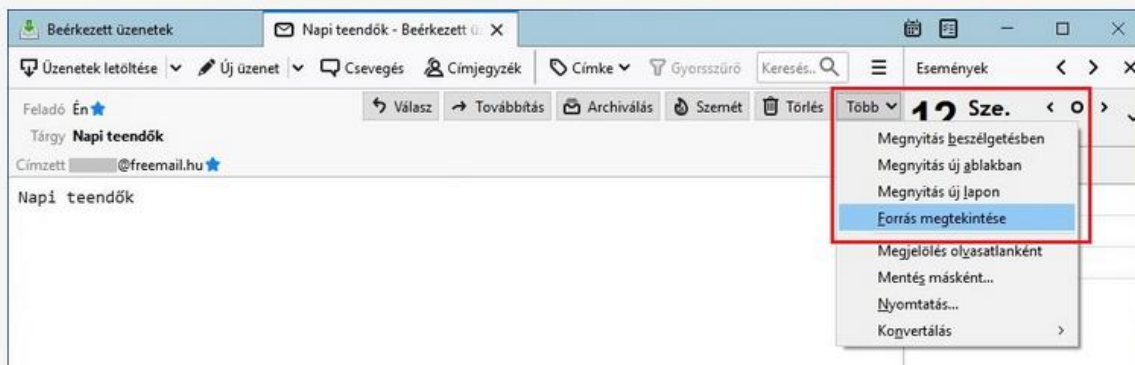 Beérkezett üzenetek Napi teendők - Beérkezett ü
Üzenetek letöltése Új üzenet Csevegés Címjegyzék Címke Gyorsszűrő Keresés.. Események
Feladó Én Válasz Továbbítás Archiválás Szemét Törlés Több 12 Sze.
Tárgy Napi teendők
Címzett @freemail.hu
Napi teendők
Megnyitás beszélgetésben
Megnyitás új ablakban
Megnyitás új lapon
Forrás megtekintése
Megjelölés olvasatlanként
Mentés másként...
Nyomtatás...
Konvertálás